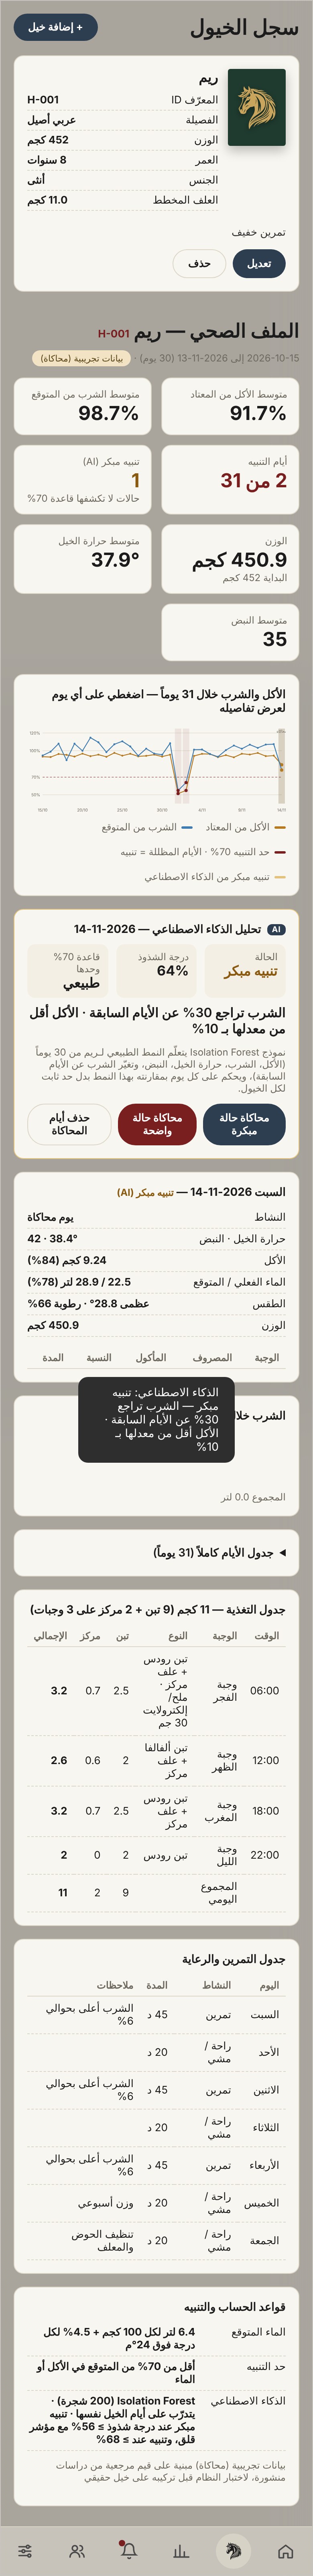 سجل الخيول
+ إضافة خيل
ريم
المعرّف ID H-001
الفصيلة عربي أصيل
الوزن 452 كجم
العمر 8 سنوات
الجنس أنثى
العلف المخطط 11.0 كجم
تمرين خفيف
تعديل
حذف
الملف الصحي — ريم H-001
2026-10-15 إلى 2026-11-13 (30 يوم) · بيانات تجريبية (محاكاة)
متوسط الأكل من المعتاد
91.7%
متوسط الشرب من المتوقع
98.7%
أيام التنبيه
2 من 31
تنبيه مبكر (AI)
1
حالات لا تكشفها قاعدة 70%
الوزن
450.9 كجم
البداية 452 كجم
متوسط حرارة الخيل
37.9°
متوسط النبض
35
الأكل والشرب خلال 31 يوماً — اضغطي على أي يوم
لعرض تفاصيله
120%
100%
70%
50%
15/10 20/10 25/10 30/10 4/11 9/11 14/11
الأكل من المعتاد
الشرب من المتوقع
حد التنبيه 70% · الأيام المظللة = تنبيه
تنبيه مبكر من الذكاء الاصطناعي
AI تحليل الذكاء الاصطناعي — 2026-11-14
الحالة
تنبيه مبكر
درجة الشذوذ
64%
قاعدة 70%
وحدها
طبيعي
الشرب تراجع 30% عن الأيام السابقة · الأكل أقل
من معدلها بـ 10%
نموذج Isolation Forest يتعلّم النمط الطبيعي لـريم من 30 يوماً
(الأكل، الشرب، حرارة الخيل، النبض، وتغيّر الشرب عن الأيام
السابقة)، ويحكم على كل يوم بمقارنته بهذا النمط بدل حد ثابت
لكل الخيول.
محاكاة حالة
مبكرة
محاكاة حالة
واضحة
حذف أيام
المحاكاة
السبت 2026-11-14 — تنبيه مبكر (AI)
النشاط يوم محاكاة
حرارة الخيل · النبض 38.4° · 42
الأكل 9.24 كجم (84%)
الماء الفعلي / المتوقع 22.5 / 28.9 لتر (78%)
الطقس عظمى 28.8° · رطوبة 66%
الوزن 450.9 كجم
الوجبة المصروف المأكول النسبة المدة
الذكاء الاصطناعي: تنبيه
مبكر — الشرب تراجع
30% عن الأيام السابقة ·
الأكل أقل من معدلها بـ
10%
الشرب خلا
المجموع 0.0 لتر
◀ جدول الأيام كاملاً (31 يوماً)
جدول التغذية — 11 كجم (9 تبن + 2 مركز على 3 وجبات)
الوقت الوجبة النوع تبن مركز الإجمالي
06:00 وجبة الفجر تبن رودس + علف مركز · ملح/إلكترولايت 30 جم 2.5 0.7 3.2
12:00 وجبة الظهر تبن ألفالفا + علف مركز 2 0.6 2.6
18:00 وجبة المغرب تبن رودس + علف مركز 2.5 0.7 3.2
22:00 وجبة الليل تبن رودس 2 0 2
المجموع اليومي 9 2 11
جدول التمرين والرعاية
اليوم النشاط المدة ملاحظات
السبت تمرين 45 د الشرب أعلى بحوالي 6%
الأحد راحة / مشي 20 د
الاثنين تمرين 45 د الشرب أعلى بحوالي 6%
الثلاثاء راحة / مشي 20 د
الأربعاء تمرين 45 د الشرب أعلى بحوالي 6%
الخميس راحة / مشي 20 د وزن أسبوعي
الجمعة راحة / مشي 20 د تنظيف الحوض والمعلف
قواعد الحساب والتنبيه
الماء المتوقع 6.4 لتر لكل 100 كجم + 4.5% لكل
درجة فوق 24°م
حد التنبيه أقل من 70% من المتوقع في الأكل أو
الماء
الذكاء الاصطناعي Isolation Forest (200 شجرة) ·
يتدرّب على أيام الخيل نفسها · تنبيه
مبكر عند درجة شذوذ ≥ 56% مع مؤشر
قلق، وتنبيه عند ≥ 68%
بيانات تجريبية (محاكاة) مبنية على قيم مرجعية من دراسات
منشورة، لاختبار النظام قبل تركيبه على خيل حقيقي